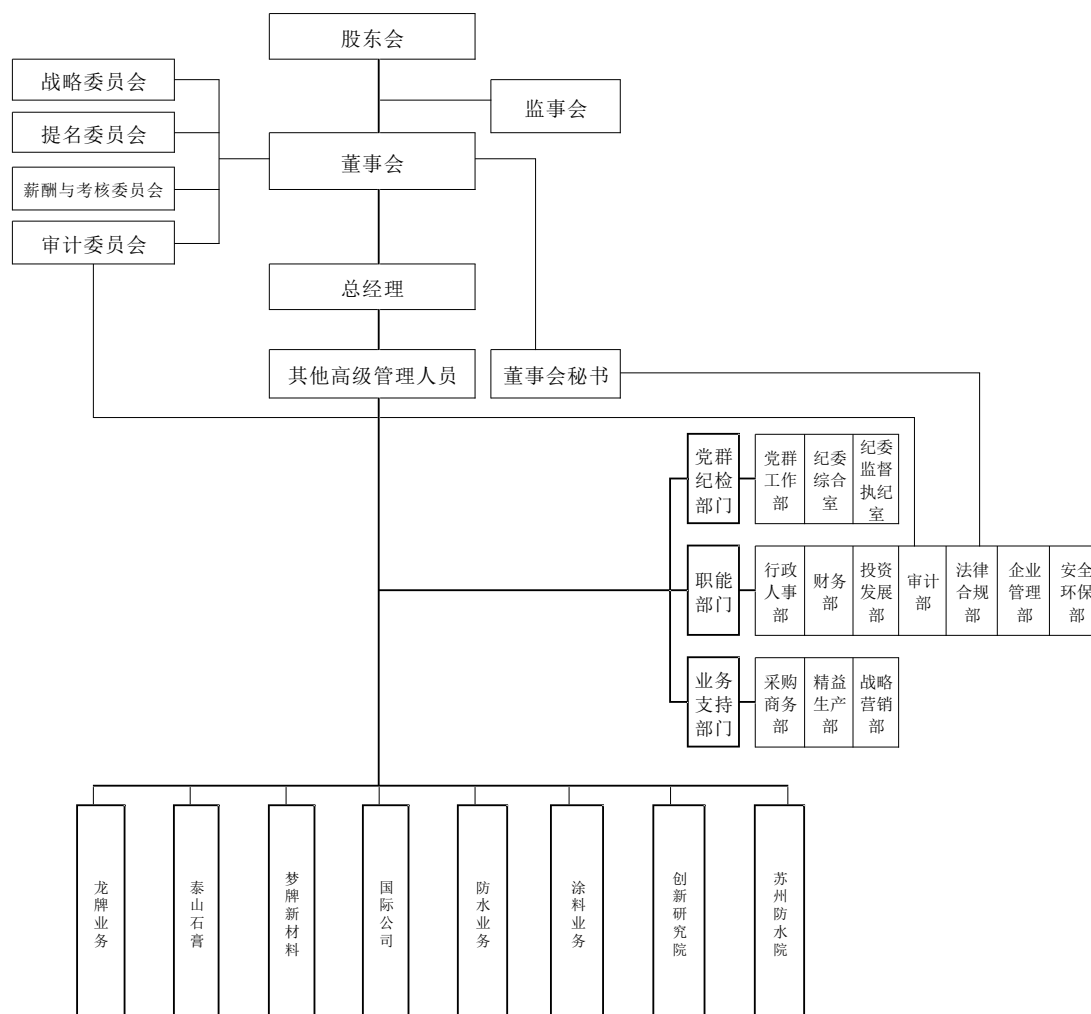 股东会
战略委员会
监事会
提名委员会
董事会
薪酬与考核委员会
审计委员会
总经理
其他高级管理人员
董事会秘书
党群
纪检
部门
党群
工作
部
纪委
综合
室
纪委
监督
执纪
室
职能
部门
行政
人事
部
财务
部
投资
发展
部
审计
部
法律
合规
部
企业
管理
部
安全
环保
部
业务
支持
部门
采购
商务
部
精益
生产
部
战略
营销
部
龙牌业务
泰山石膏
梦牌新材料
国际公司
防水业务
涂料业务
创新研究院
苏州防水院